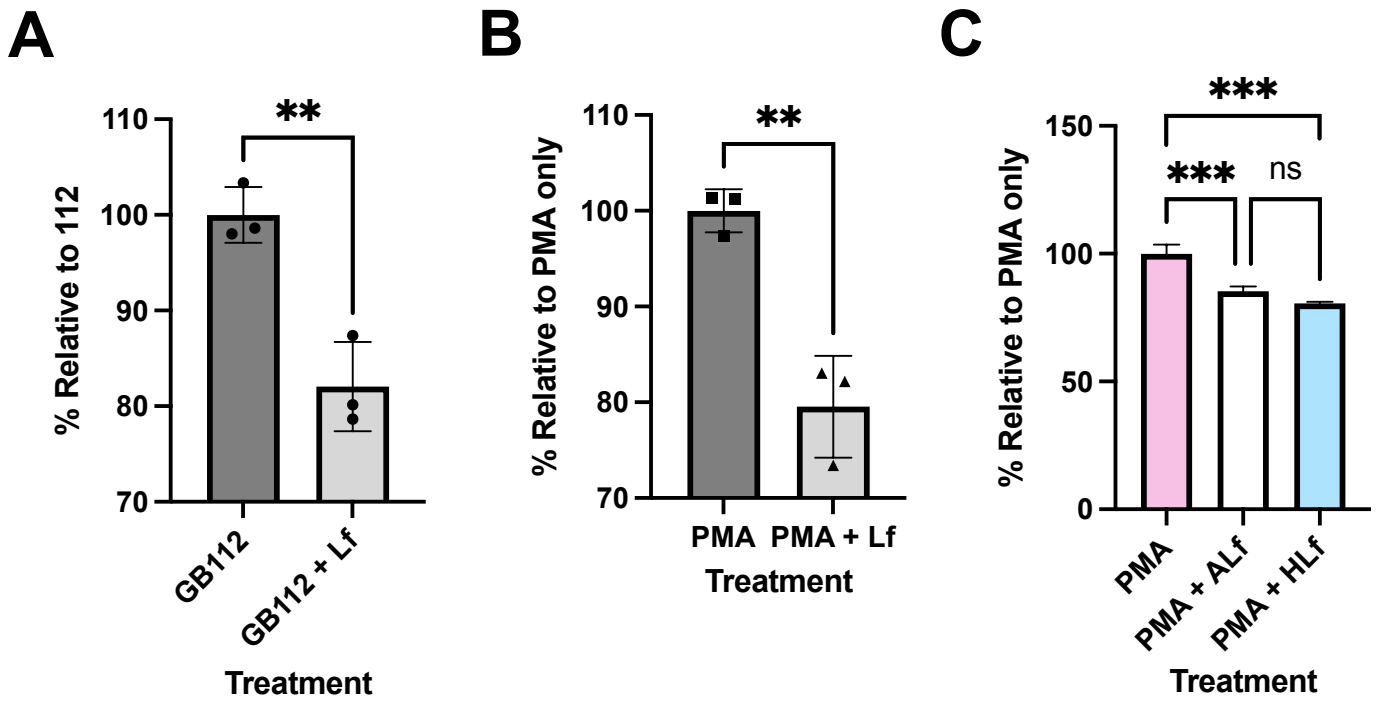 A
% Relative to 112
110
100
90
80
70
**
GB112
GB112 + Lf
Treatment
B
% Relative to PMA only
110
100
90
80
70
**
PMA
PMA + Lf
Treatment
C
% Relative to PMA only
150
100
50
0
***
***
ns
PMA
PMA + ALf
PMA + HLf
Treatment